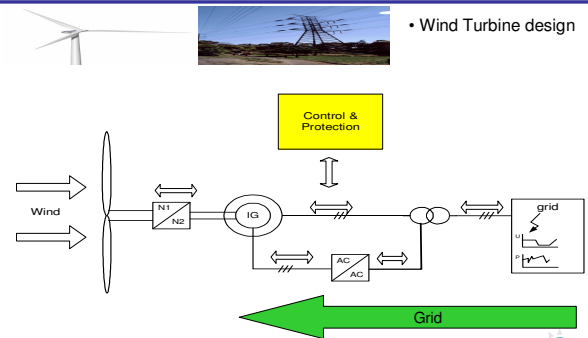 • Wind Turbine design
Control &
Protection
Wind
N1
N2
IG
AC
AC
grid
U
P
Grid